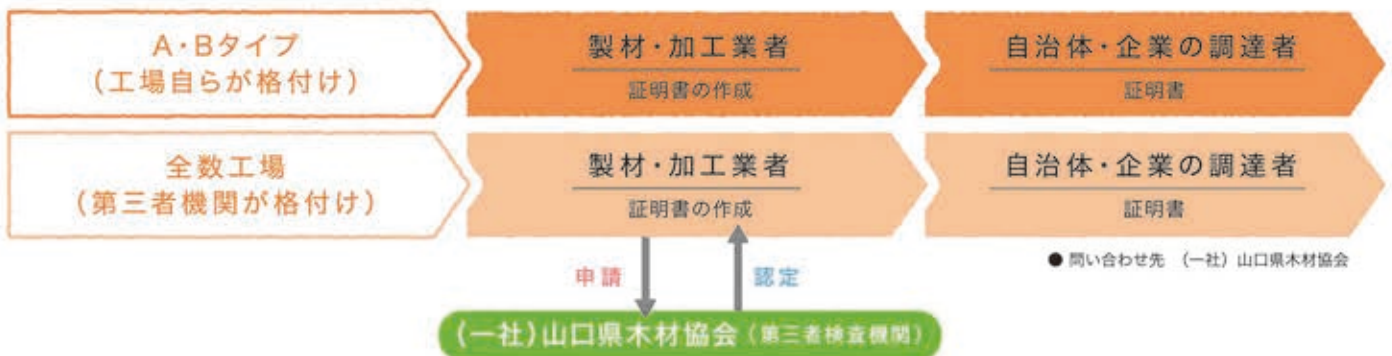 A・Bタイプ
(工場自らが格付け)
製材・加工業者
証明書の作成
自治体・企業の調達者
証明書
全数工場
(第三者機関が格付け)
製材・加工業者
証明書の作成
自治体・企業の調達者
証明書
申請
認定
● 問い合わせ先 (一社)山口県木材協会
(一社)山口県木材協会(第三者検査機関)